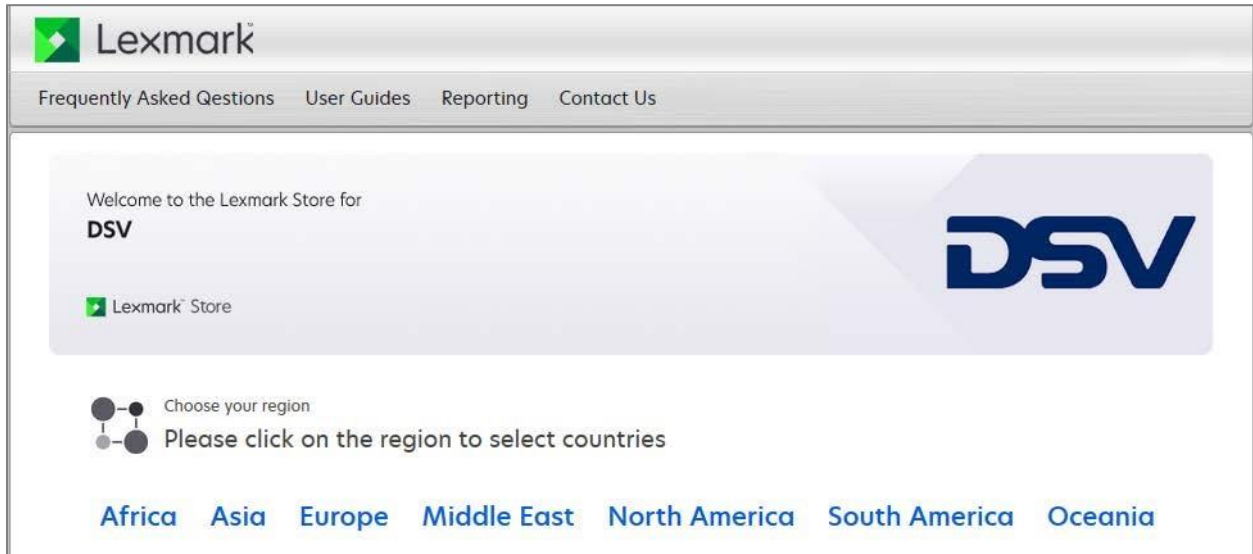 Lexmark™
Frequently Asked Qestions User Guides Reporting Contact Us
Welcome to the Lexmark Store for
DSV
DSV
Lexmark™ Store
Choose your region
Please click on the region to select countries
Africa Asia Europe Middle East North America South America Oceania